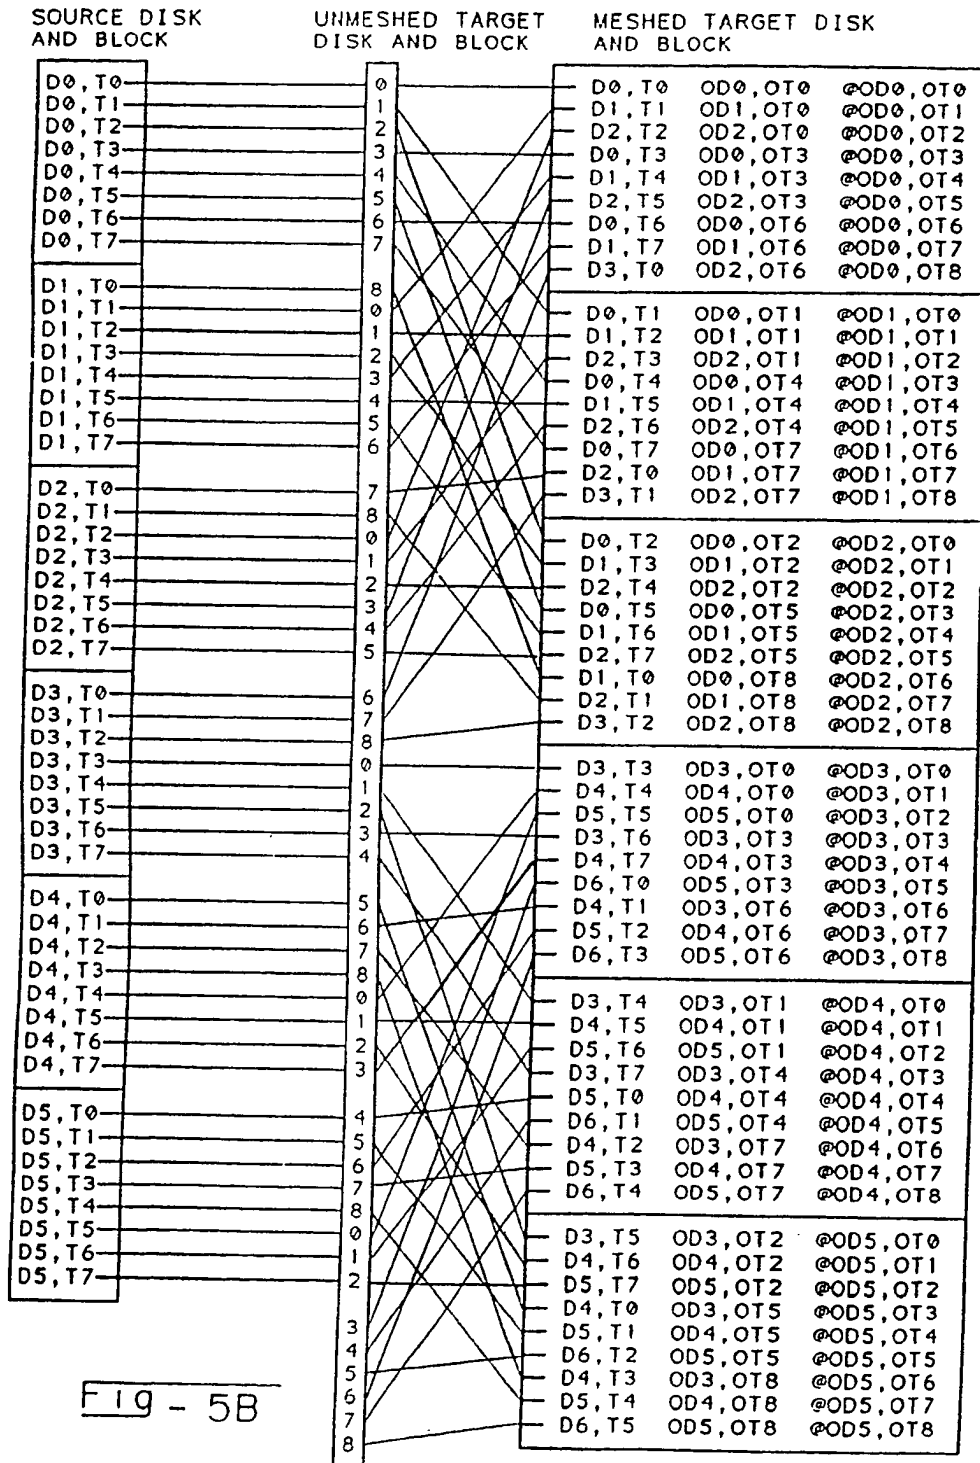 SOURCE DISK
AND BLOCK
UNMESHED TARGET
DISK AND BLOCK
MESHED TARGET DISK
AND BLOCK
D0,T0
D0,T1
D0,T2
D0,T3
D0,T4
D0,T5
D0,T6
D0,T7
D1,T0
D1,T1
D1,T2
D1,T3
D1,T4
D1,T5
D1,T6
D1,T7
D2,T0
D2,T1
D2,T2
D2,T3
D2,T4
D2,T5
D2,T6
D2,T7
D3,T0
D3,T1
D3,T2
D3,T3
D3,T4
D3,T5
D3,T6
D3,T7
D4,T0
D4,T1
D4,T2
D4,T3
D4,T4
D4,T5
D4,T6
D4,T7
D5,T0
D5,T1
D5,T2
D5,T3
D5,T4
D5,T5
D5,T6
D5,T7
0
1
2
3
4
5
6
7
8
0
1
2
3
4
5
6
7
8
0
1
2
3
4
5
6
7
8
0
1
2
3
4
5
6
7
8
0
1
2
3
4
5
6
7
8
0
1
2
3
4
5
6
7
8
D0,T0 OD0,OT0 @OD0,OT0
D1,T1 OD1,OT0 @OD0,OT1
D2,T2 OD2,OT0 @OD0,OT2
D0,T3 OD0,OT3 @OD0,OT3
D1,T4 OD1,OT3 @OD0,OT4
D2,T5 OD2,OT3 @OD0,OT5
D0,T6 OD0,OT6 @OD0,OT6
D1,T7 OD1,OT6 @OD0,OT7
D3,T0 OD2,OT6 @OD0,OT8
D0,T1 OD0,OT1 @OD1,OT0
D1,T2 OD1,OT1 @OD1,OT1
D2,T3 OD2,OT1 @OD1,OT2
D0,T4 OD0,OT4 @OD1,OT3
D1,T5 OD1,OT4 @OD1,OT4
D2,T6 OD2,OT4 @OD1,OT5
D0,T7 OD0,OT7 @OD1,OT6
D2,T0 OD1,OT7 @OD1,OT7
D3,T1 OD2,OT7 @OD1,OT8
D0,T2 OD0,OT2 @OD2,OT0
D1,T3 OD1,OT2 @OD2,OT1
D2,T4 OD2,OT2 @OD2,OT2
D0,T5 OD0,OT5 @OD2,OT3
D1,T6 OD1,OT5 @OD2,OT4
D2,T7 OD2,OT5 @OD2,OT5
D1,T0 OD0,OT8 @OD2,OT6
D2,T1 OD1,OT8 @OD2,OT7
D3,T2 OD2,OT8 @OD2,OT8
D3,T3 OD3,OT0 @OD3,OT0
D4,T4 OD4,OT0 @OD3,OT1
D5,T5 OD5,OT0 @OD3,OT2
D3,T6 OD3,OT3 @OD3,OT3
D4,T7 OD4,OT3 @OD3,OT4
D6,T0 OD5,OT3 @OD3,OT5
D4,T1 OD3,OT6 @OD3,OT6
D5,T2 OD4,OT6 @OD3,OT7
D6,T3 OD5,OT6 @OD3,OT8
D3,T4 OD3,OT1 @OD4,OT0
D4,T5 OD4,OT1 @OD4,OT1
D5,T6 OD5,OT1 @OD4,OT2
D3,T7 OD3,OT4 @OD4,OT3
D5,T0 OD4,OT4 @OD4,OT4
D6,T1 OD5,OT4 @OD4,OT5
D4,T2 OD3,OT7 @OD4,OT6
D5,T3 OD4,OT7 @OD4,OT7
D6,T4 OD5,OT7 @OD4,OT8
D3,T5 OD3,OT2 @OD5,OT0
D4,T6 OD4,OT2 @OD5,OT1
D5,T7 OD5,OT2 @OD5,OT2
D4,T0 OD3,OT5 @OD5,OT3
D5,T1 OD4,OT5 @OD5,OT4
D6,T2 OD5,OT5 @OD5,OT5
D4,T3 OD3,OT8 @OD5,OT6
D5,T4 OD4,OT8 @OD5,OT7
D6,T5 OD5,OT8 @OD5,OT8
Fig - 5B